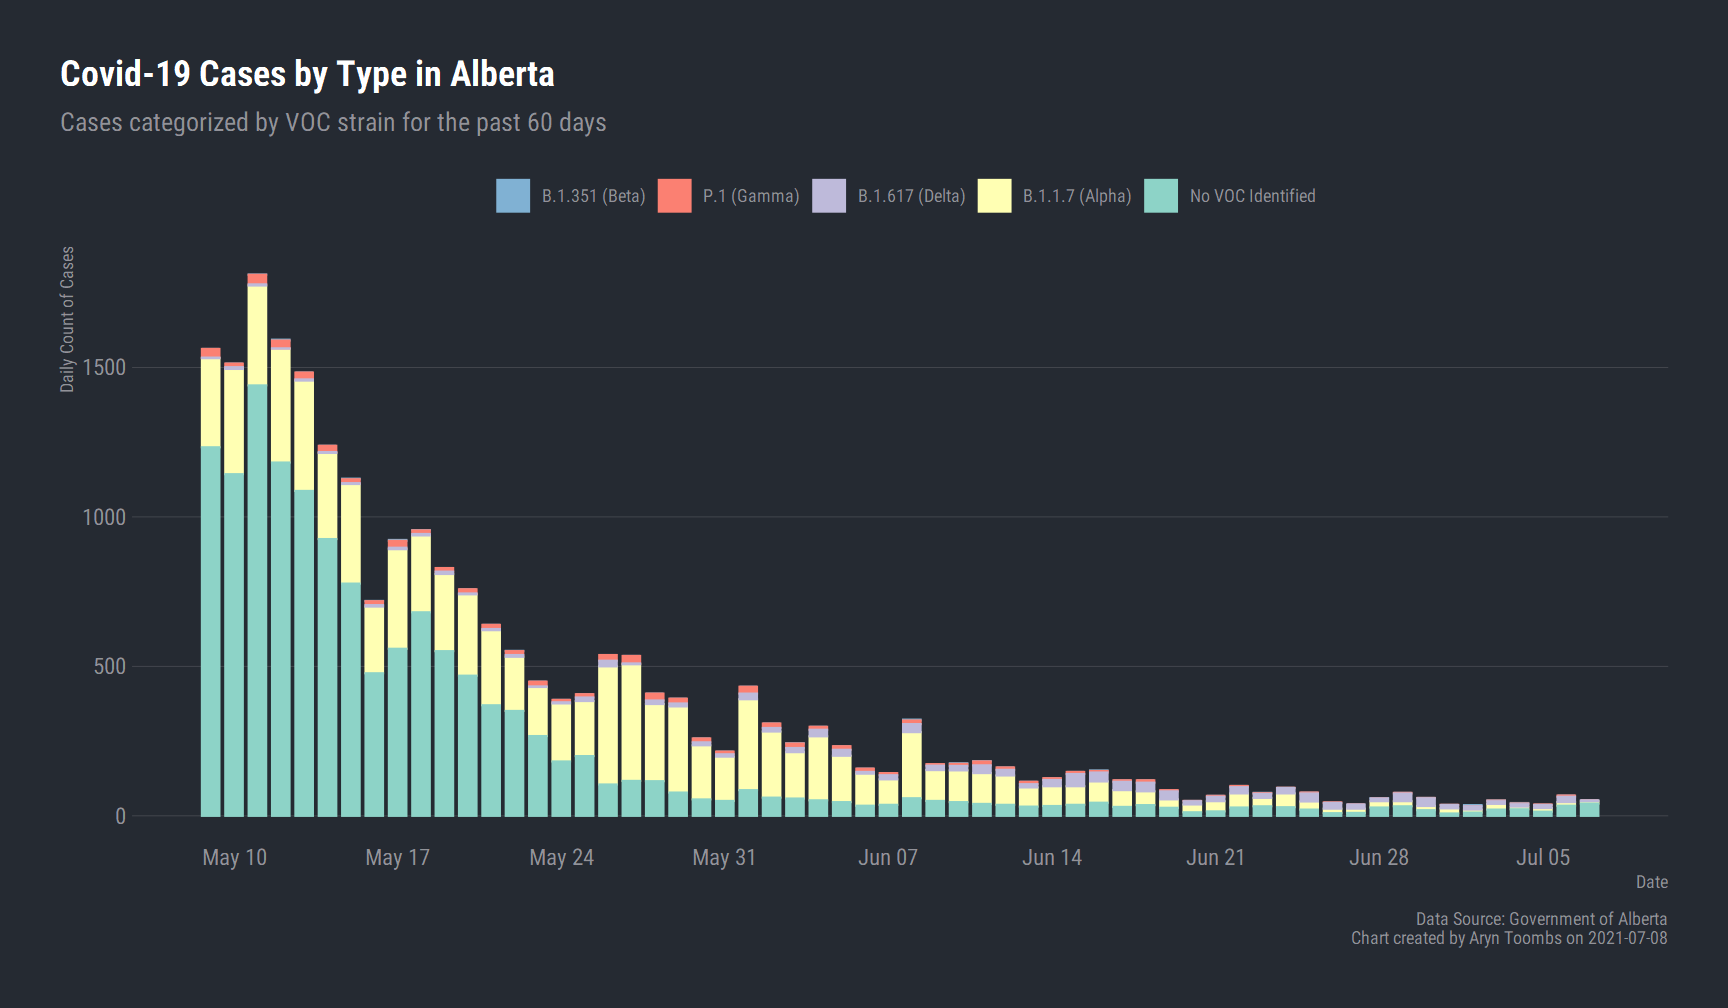 Covid-19 Cases by Type in Alberta
Cases categorized by VOC strain for the past 60 days
B.1.351 (Beta) P.1 (Gamma) B.1.617 (Delta) B.1.1.7 (Alpha) No VOC Identified
Daily Count of Cases
1500
1000
500
0
May 10 May 17 May 24 May 31 Jun 07 Jun 14 Jun 21 Jun 28 Jul 05
Date
Data Source: Government of Alberta
Chart created by Aryn Toombs on 2021-07-08